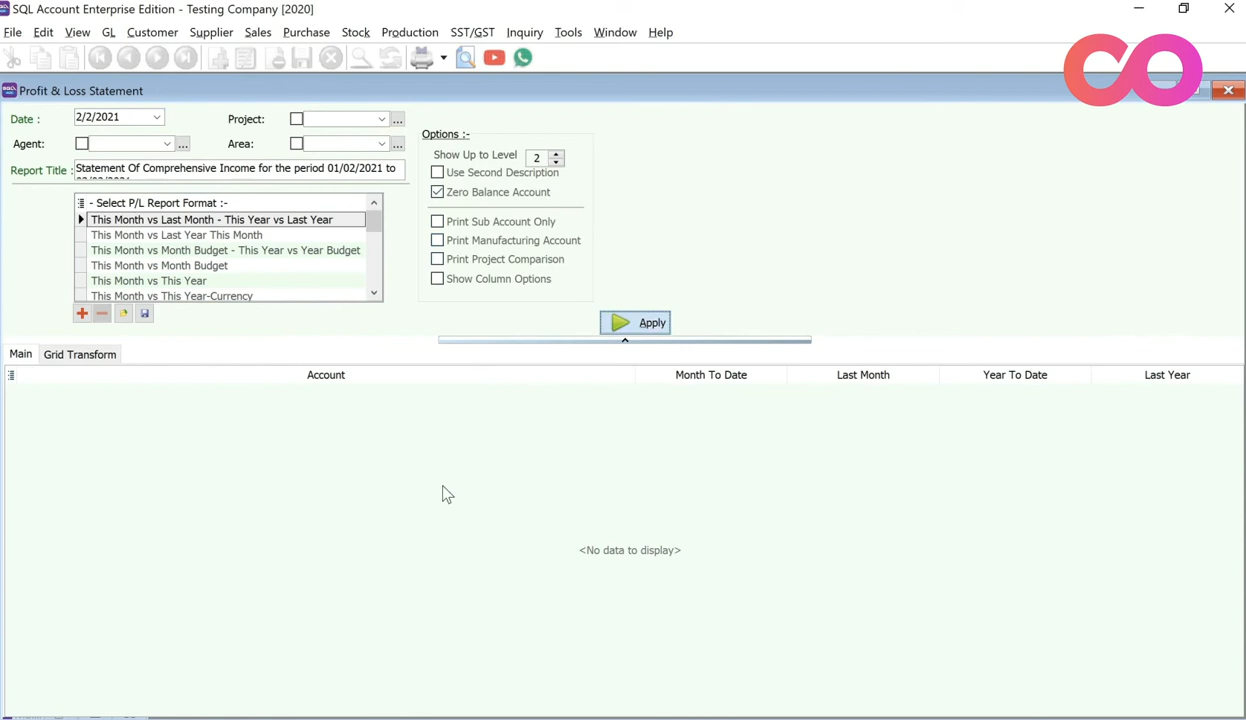 SQL Account Enterprise Edition - Testing Company [2020]
File Edit View GL Customer Supplier Sales Purchase Stock Production SST/GST Inquiry Tools Window Help
Profit & Loss Statement
Date : 2/2/2021 Project: ...
Agent: ... Area: ...
Report Title : Statement Of Comprehensive Income for the period 01/02/2021 to
- Select P/L Report Format :-
This Month vs Last Month - This Year vs Last Year
This Month vs Last Year This Month
This Month vs Month Budget - This Year vs Year Budget
This Month vs Month Budget
This Month vs This Year
This Month vs This Year-Currency
Options :-
Show Up to Level 2
Use Second Description
Zero Balance Account
Print Sub Account Only
Print Manufacturing Account
Print Project Comparison
Show Column Options
Apply
Main Grid Transform
Account Month To Date Last Month Year To Date Last Year
<No data to display>